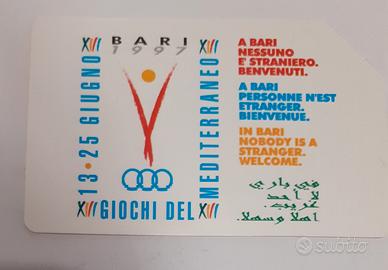 XIII BARI XIII
1997
13 • 25 GIUGNO
MEDITERRANEO
XIII GIOCHI DEL XIII
A BARI
NESSUNO
E' STRANIERO.
BENVENUTI.
A BARI
PERSONNE N'EST
ETRANGER.
BIENVENUE.
IN BARI
NOBODY IS A
STRANGER.
WELCOME.
في باري
لا أحد
غريب.
اهلا وسهلا.
subito